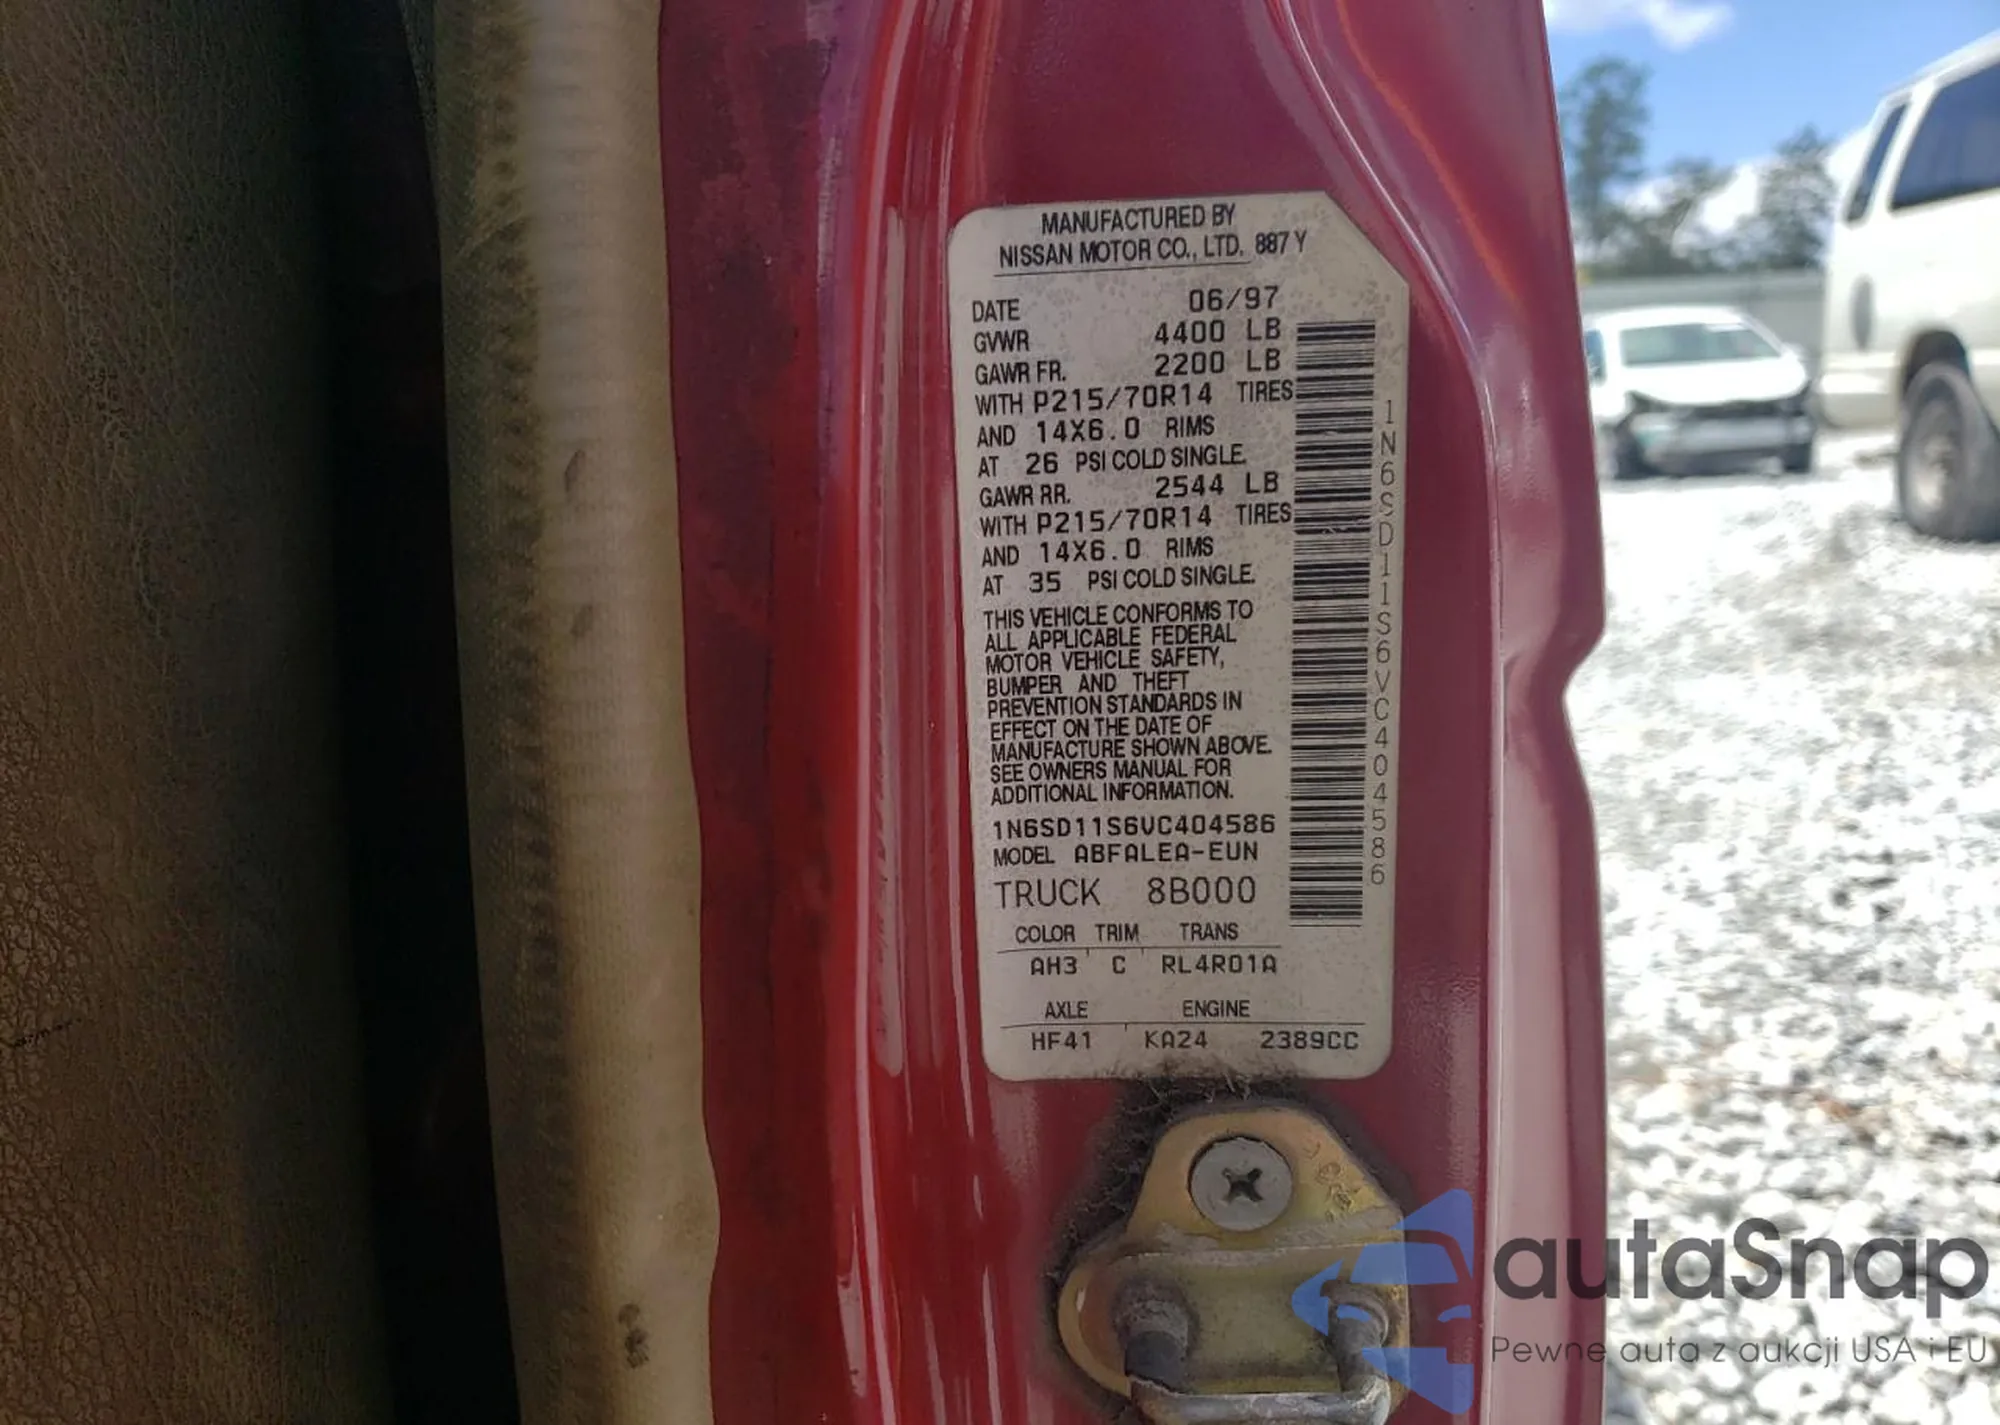 MANUFACTURED BY
NISSAN MOTOR CO., LTD. 887Y
DATE 06/97
GVWR 4400 LB
GAWR FR. 2200 LB
WITH P215/70R14 TIRES
AND 14X6.0 RIMS
AT 26 PSI COLD SINGLE.
GAWR RR. 2544 LB
WITH P215/70R14 TIRES
AND 14X6.0 RIMS
AT 35 PSI COLD SINGLE.
THIS VEHICLE CONFORMS TO
ALL APPLICABLE FEDERAL
MOTOR VEHICLE SAFETY,
BUMPER AND THEFT
PREVENTION STANDARDS IN
EFFECT ON THE DATE OF
MANUFACTURE SHOWN ABOVE.
SEE OWNERS MANUAL FOR
ADDITIONAL INFORMATION.
1N6SD11S6VC404586
MODEL ABFALEA-EUN
TRUCK 8B000
COLOR TRIM TRANS
AH3 C RL4R01A
AXLE ENGINE
HF41 KA24 2389CC
1N6SD11S6VC404586
autaSnap
Pewne auta z aukcji USA i EU